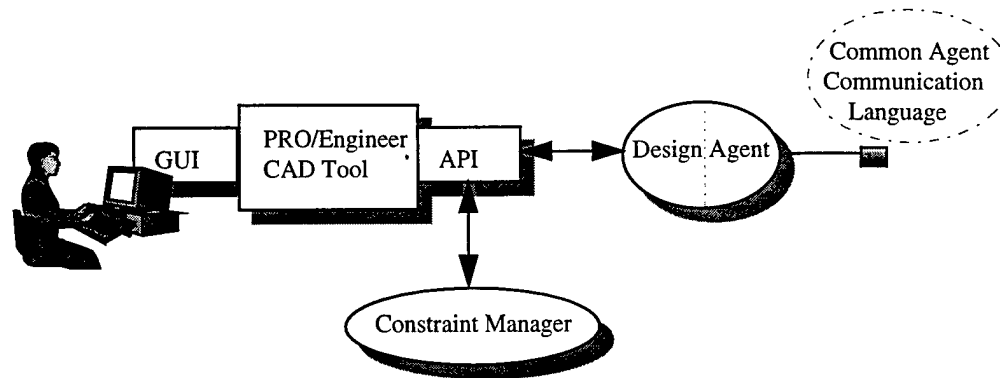 Common Agent
Communication
Language
GUI
PRO/Engineer
CAD Tool
API
Design Agent
Constraint Manager